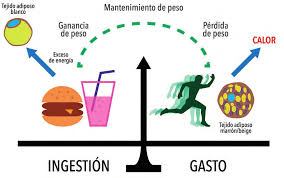 Mantenimiento de peso
Tejido adiposo
blanco
Ganancia
de peso
Pérdida
de peso
CALOR
Exceso
de energía
Tejido adiposo
marrón/beige
INGESTIÓN
GASTO